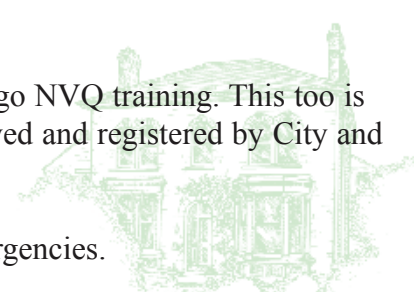 go NVQ training. This too is
ved and registered by City and
rgencies.